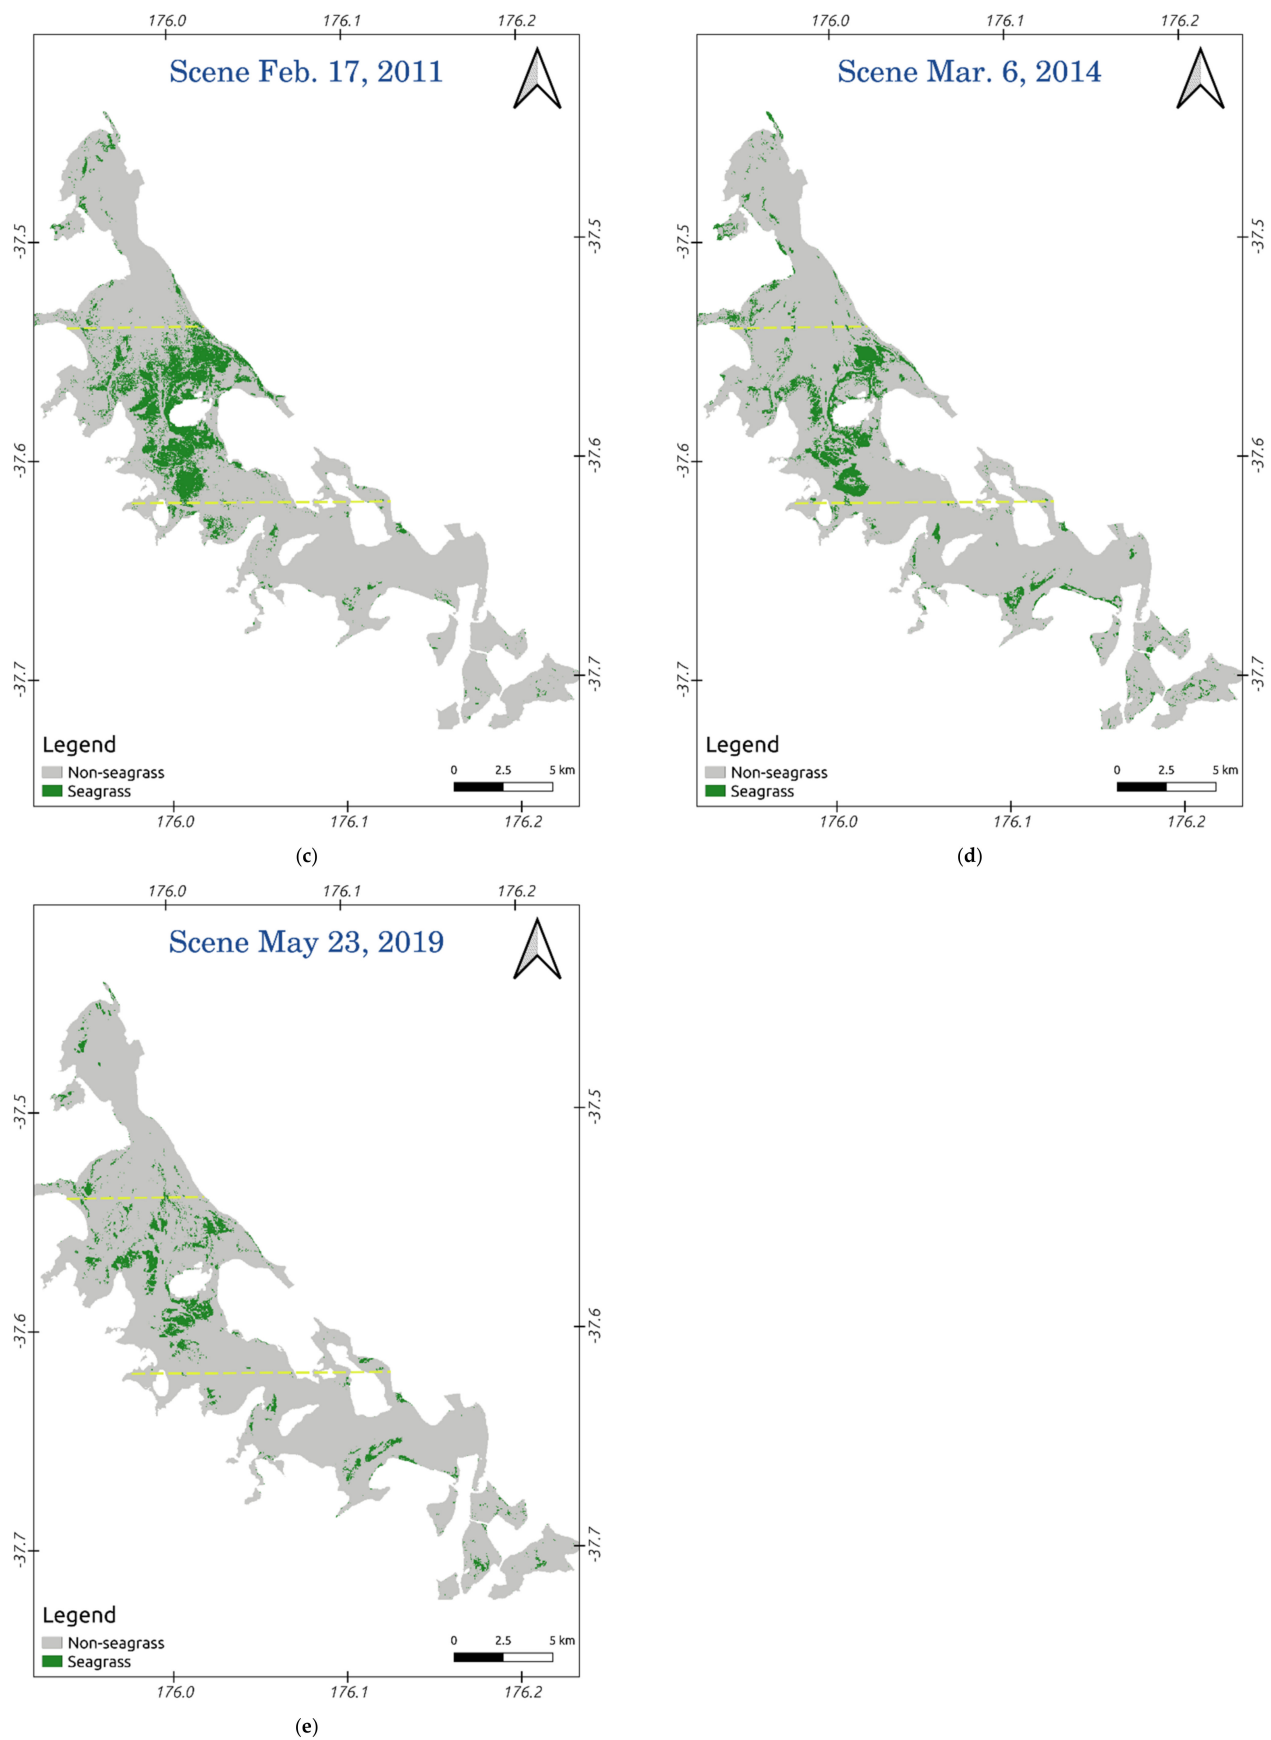 176.0 176.1 176.2
Scene Feb. 17, 2011
-37.5 -37.5
-37.6 -37.6
-37.7 -37.7
Legend
Non-seagrass
Seagrass
0 2.5 5 km
176.0 176.1 176.2
(c)
176.0 176.1 176.2
Scene Mar. 6, 2014
-37.5 -37.5
-37.6 -37.6
-37.7 -37.7
Legend
Non-seagrass
Seagrass
0 2.5 5 km
176.0 176.1 176.2
(d)
176.0 176.1 176.2
Scene May 23, 2019
-37.5 -37.5
-37.6 -37.6
-37.7 -37.7
Legend
Non-seagrass
Seagrass
0 2.5 5 km
176.0 176.1 176.2
(e)